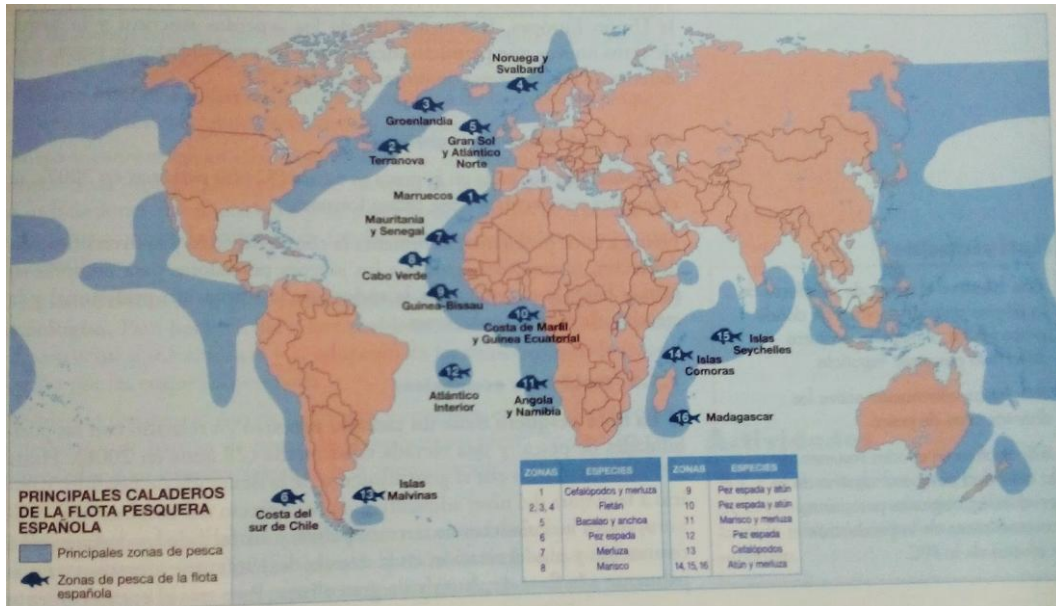 Noruega y
Svalbard
4
3
Groenlandia
5
Gran Sol
y Atlántico
Norte
2
Terranova
Marruecos
1
Mauritania
y Senegal
7
8
Cabo Verde
9
Guinea-Bissau
10
Costa de Marfil
y Guinea Ecuatorial
15
Islas
Seychelles
14
Islas
Comoras
12
Atlántico
Interior
11
Angola
y Namibia
16
Madagascar
6
Costa del
sur de Chile
13
Islas
Malvinas
PRINCIPALES CALADEROS
DE LA FLOTA PESQUERA
ESPAÑOLA
Principales zonas de pesca
Zonas de pesca de la flota
española
ZONAS ESPECIES ZONAS ESPECIES
1 Cefalópodos y merluza 9 Pez espada y atún
2, 3, 4 Fletán 10 Pez espada y atún
5 Bacalao y anchoa 11 Marisco y merluza
6 Pez espada 12 Pez espada
7 Merluza 13 Cefalópodos
8 Marisco 14, 15, 16 Atún y merluza